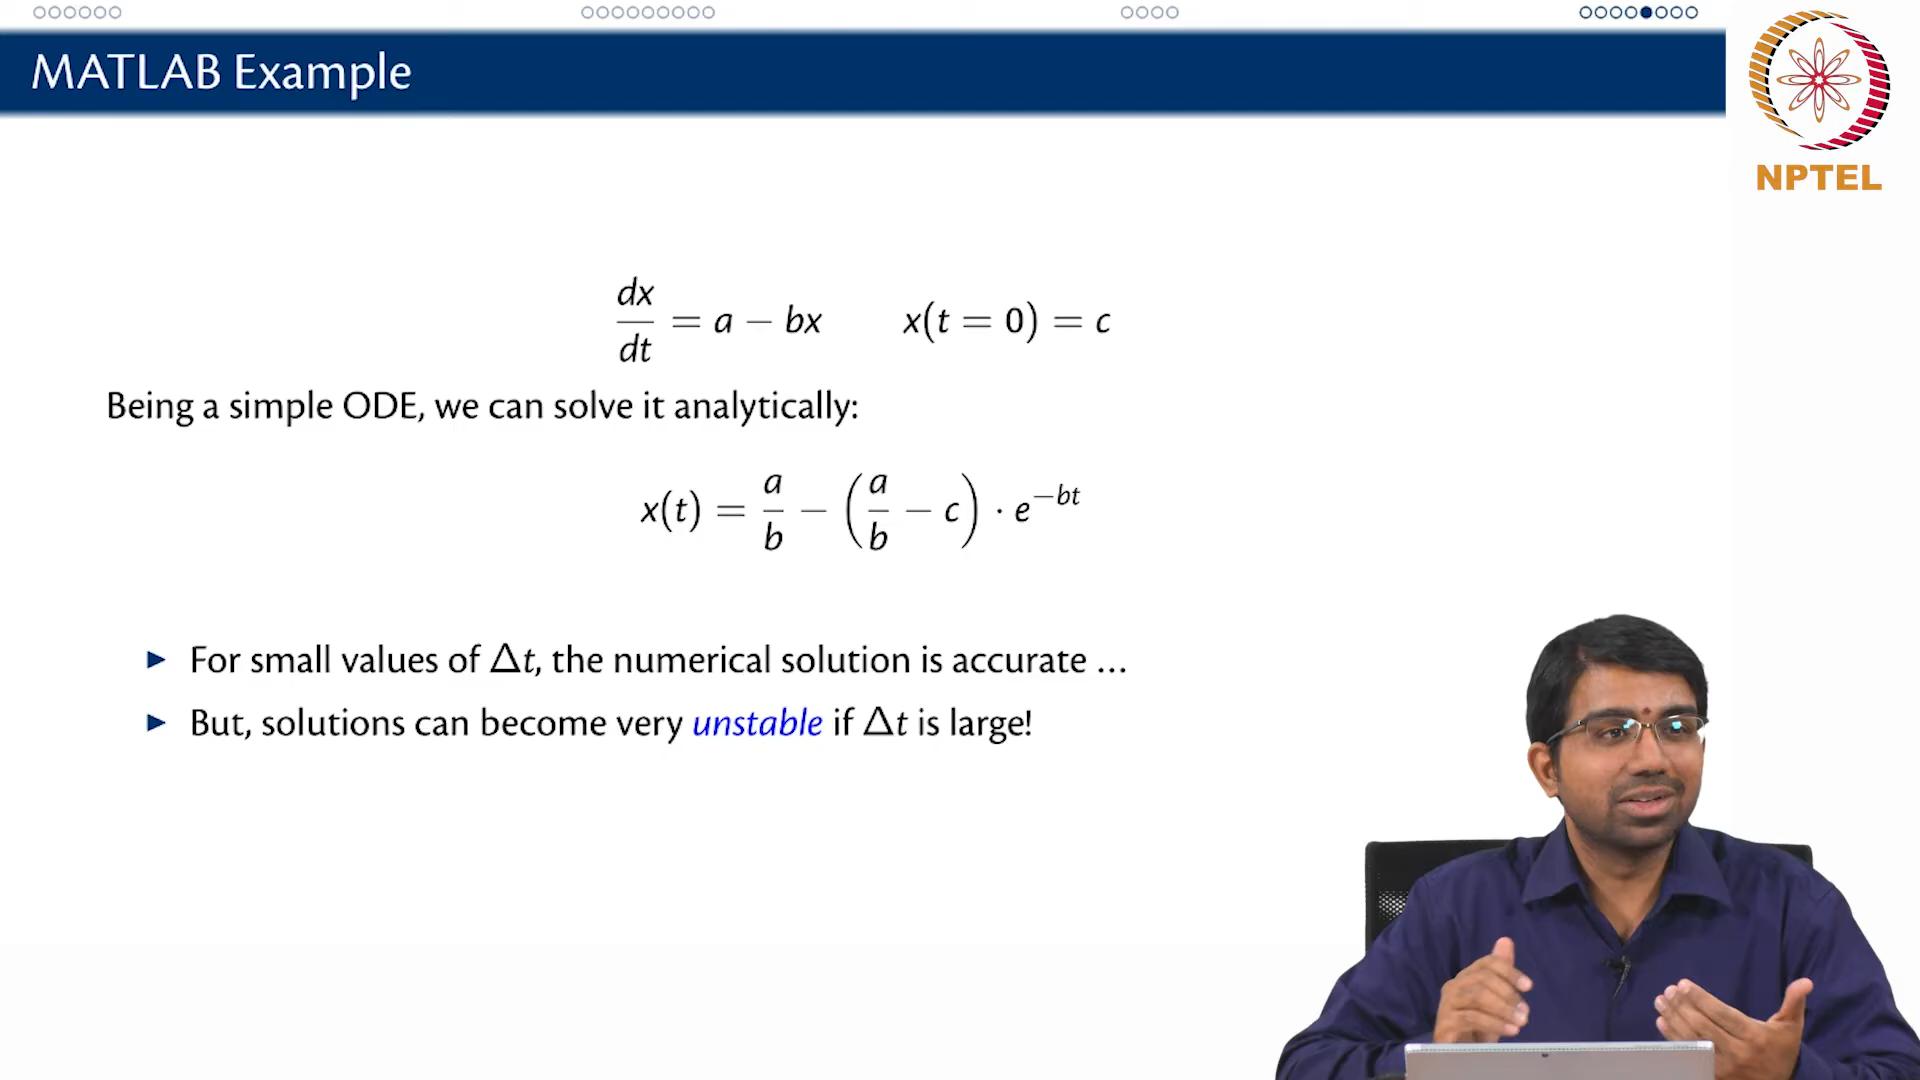 MATLAB Example
NPTEL
dx/dt = a − bx x(t = 0) = c
Being a simple ODE, we can solve it analytically:
x(t) = a/b − (a/b − c) · e^−bt
▶ For small values of Δt, the numerical solution is accurate ...
▶ But, solutions can become very unstable if Δt is large!